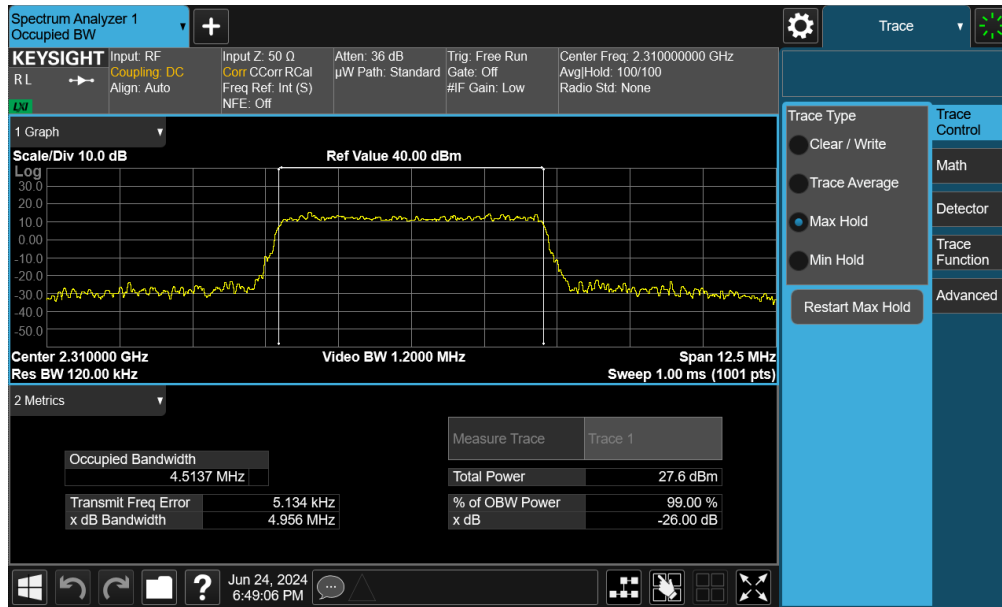 Spectrum Analyzer 1
Occupied BW
Trace
KEYSIGHT
R L
LXI
Input: RF
Coupling: DC
Align: Auto
Input Z: 50 Ω
Corr CCorr RCal
Freq Ref: Int (S)
NFE: Off
Atten: 36 dB
µW Path: Standard
Trig: Free Run
Gate: Off
#IF Gain: Low
Center Freq: 2.310000000 GHz
Avg|Hold: 100/100
Radio Std: None
1 Graph
Scale/Div 10.0 dB
Ref Value 40.00 dBm
Log
30.0
20.0
10.0
0.00
-10.0
-20.0
-30.0
-40.0
-50.0
Center 2.310000 GHz
Video BW 1.2000 MHz
Span 12.5 MHz
Res BW 120.00 kHz
Sweep 1.00 ms (1001 pts)
2 Metrics
Measure Trace
Trace 1
Occupied Bandwidth
4.5137 MHz
Total Power
27.6 dBm
Transmit Freq Error
5.134 kHz
% of OBW Power
99.00 %
x dB Bandwidth
4.956 MHz
x dB
-26.00 dB
Trace Type
Clear / Write
Trace Average
Max Hold
Min Hold
Restart Max Hold
Trace
Control
Math
Detector
Trace
Function
Advanced
?
Jun 24, 2024
6:49:06 PM